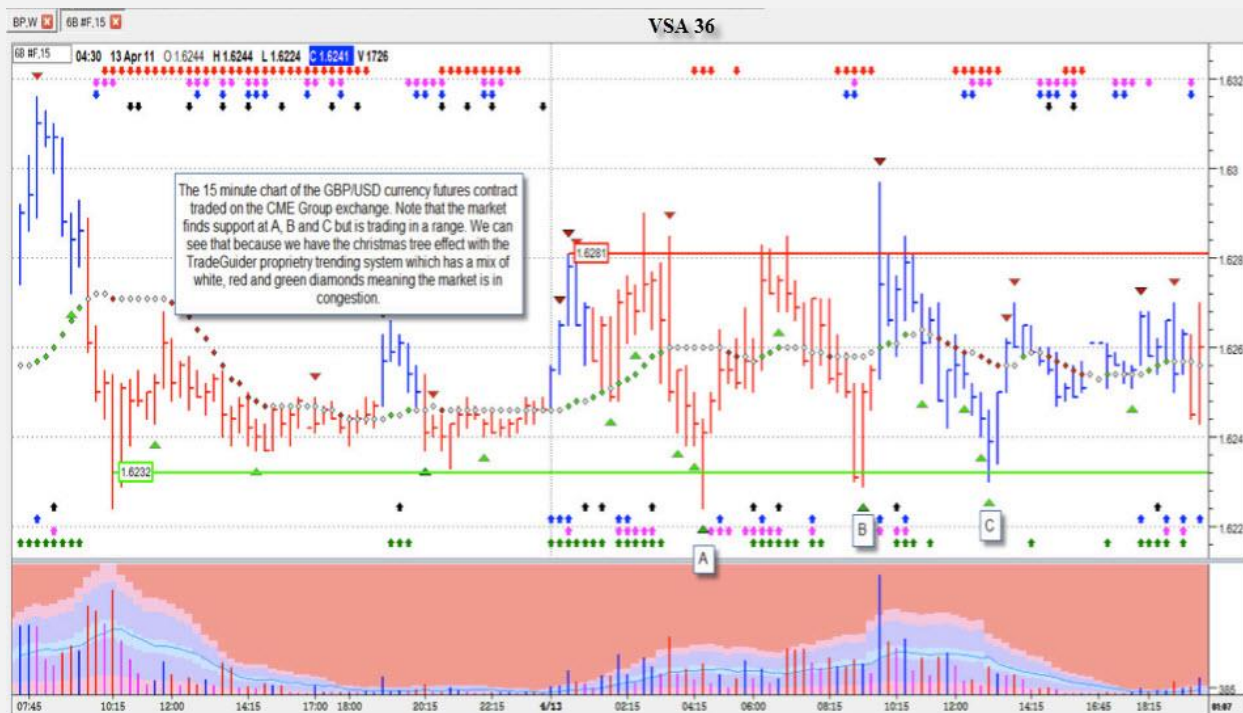 BP,W 6B #F,15
VSA 36
6B #F,15 04:30 13 Apr 11 O 1.6244 H 1.6244 L 1.6224 C 1.6241 V 1726
1.632
1.63
The 15 minute chart of the GBP/USD currency futures contract
traded on the CME Group exchange. Note that the market
finds support at A, B and C but is trading in a range. We can
see that because we have the christmas tree effect with the
TradeGuider proprietry trending system which has a mix of
white, red and green diamonds meaning the market is in
congestion.
1.6281
1.628
1.626
1.624
1.6232
1.622
A
B
C
385
07:45 10:15 12:00 14:15 17:00 18:00 20:15 22:15 4/13 02:15 04:15 06:00 08:15 10:15 12:00 14:15 16:45 18:15 01:07